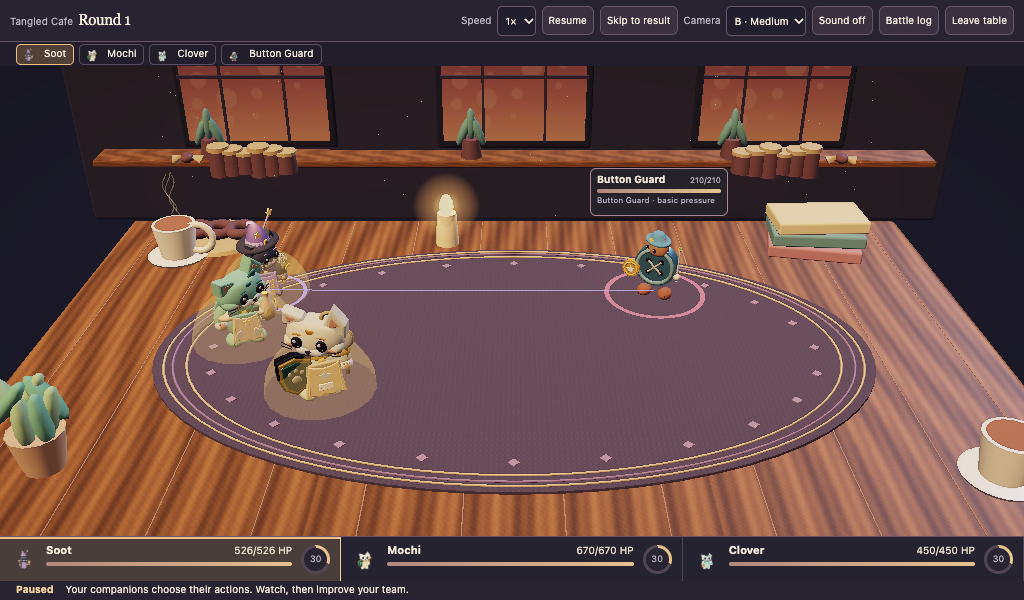 Tangled Cafe Round 1 Speed 1x Resume Skip to result Camera B · Medium Sound off Battle log Leave table
Soot Mochi Clover Button Guard
Button Guard 210/210
Button Guard · basic pressure
Soot 526/526 HP 30 Mochi 670/670 HP 30 Clover 450/450 HP 30
Paused Your companions choose their actions. Watch, then improve your team.